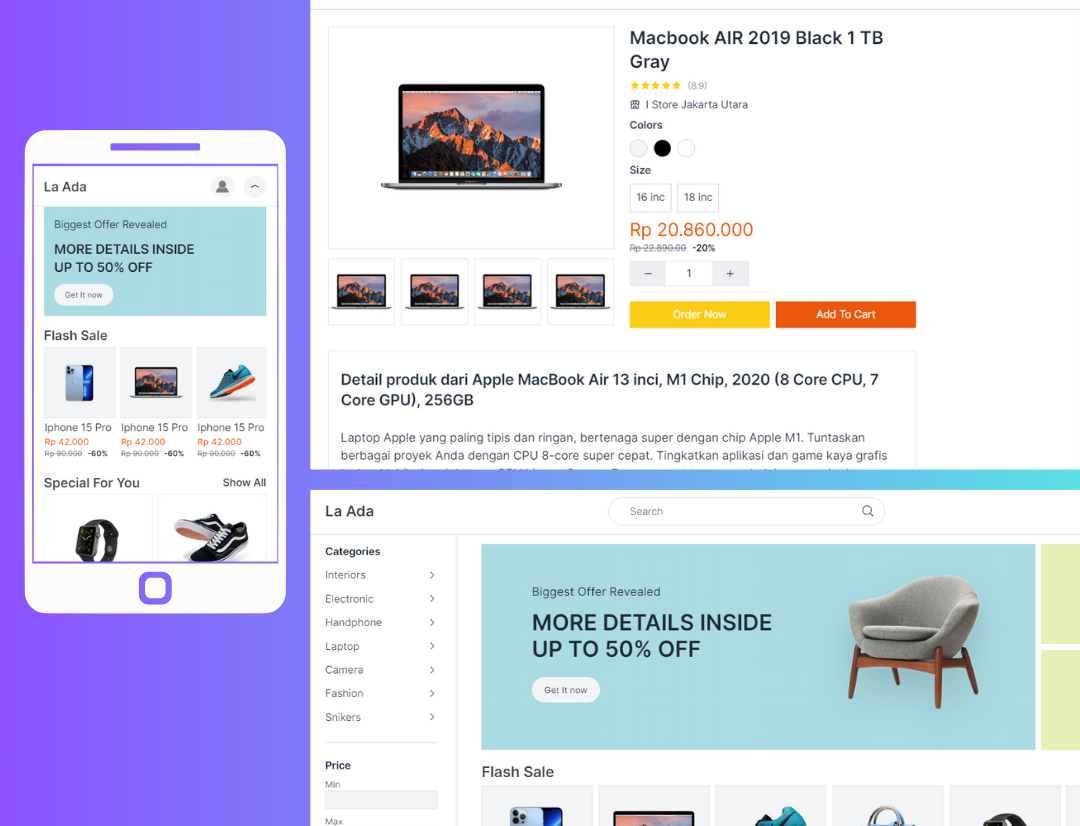 La Ada
Biggest Offer Revealed
MORE DETAILS INSIDE
UP TO 50% OFF
Get It now
Flash Sale
Iphone 15 Pro Iphone 15 Pro Iphone 15 Pro
Rp 42.000 Rp 42.000 Rp 42.000
Rp 90.000 -60% Rp 90.000 -60% Rp 90.000 -60%
Special For You Show All
Macbook AIR 2019 Black 1 TB
Gray
(8.9)
I Store Jakarta Utara
Colors
Size
16 inc 18 inc
Rp 20.860.000
Rp 22.890.00 -20%
− 1 +
Order Now Add To Cart
Detail produk dari Apple MacBook Air 13 inci, M1 Chip, 2020 (8 Core CPU, 7
Core GPU), 256GB
Laptop Apple yang paling tipis dan ringan, bertenaga super dengan chip Apple M1. Tuntaskan
berbagai proyek Anda dengan CPU 8-core super cepat. Tingkatkan aplikasi dan game kaya grafis
La Ada Search
Categories
Interiors
Electronic
Handphone
Laptop
Camera
Fashion
Snikers
Price
Min
Max
Biggest Offer Revealed
MORE DETAILS INSIDE
UP TO 50% OFF
Get It now
Flash Sale